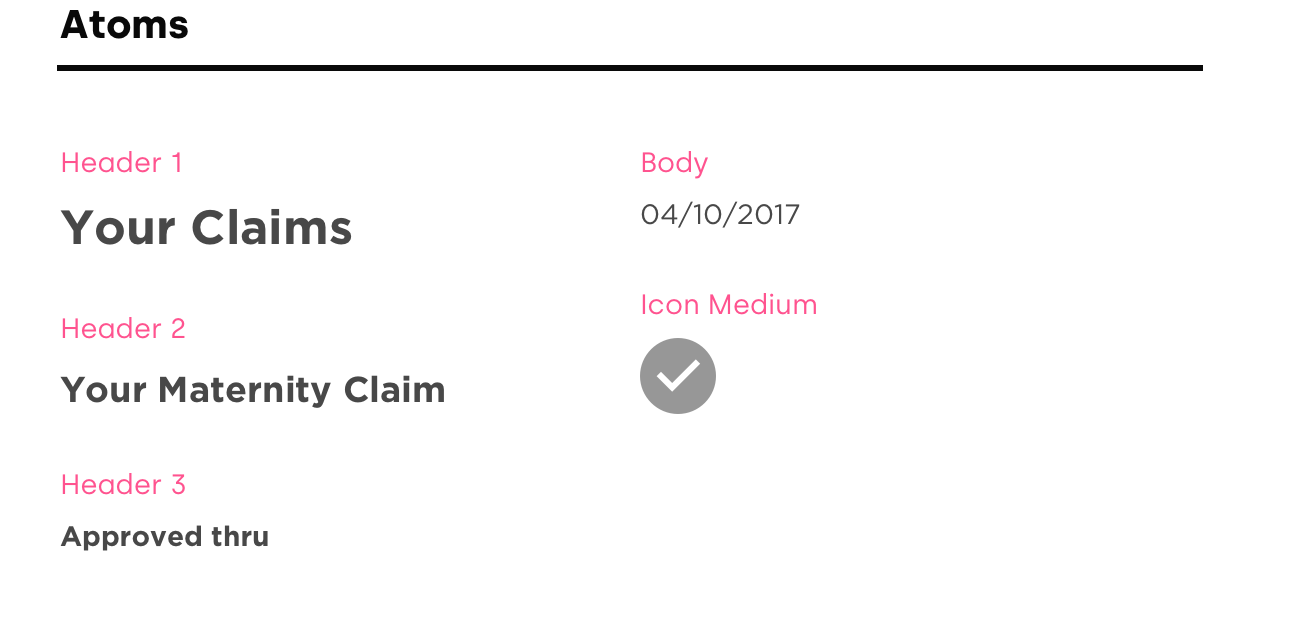 Atoms
Header 1
Your Claims
Header 2
Your Maternity Claim
Header 3
Approved thru
Body
04/10/2017
Icon Medium